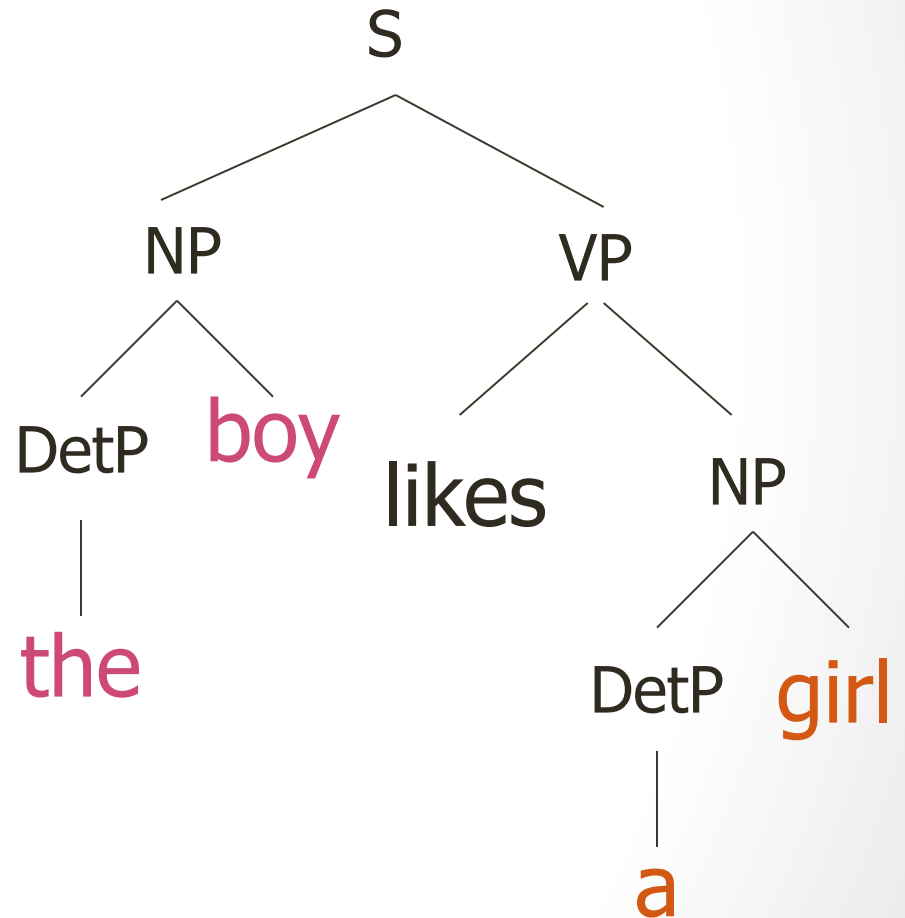 S
NP VP
DetP boy
likes NP
the
DetP girl
a